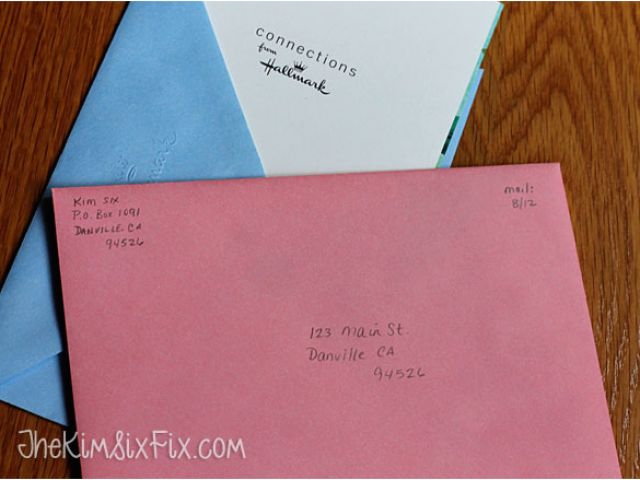 connections
from
Hallmark
Kim Six
P.O. Box 1091
Danville CA
94526
mail:
8/12
123 Main St.
Danville CA
94526
TheKimSixFix.com